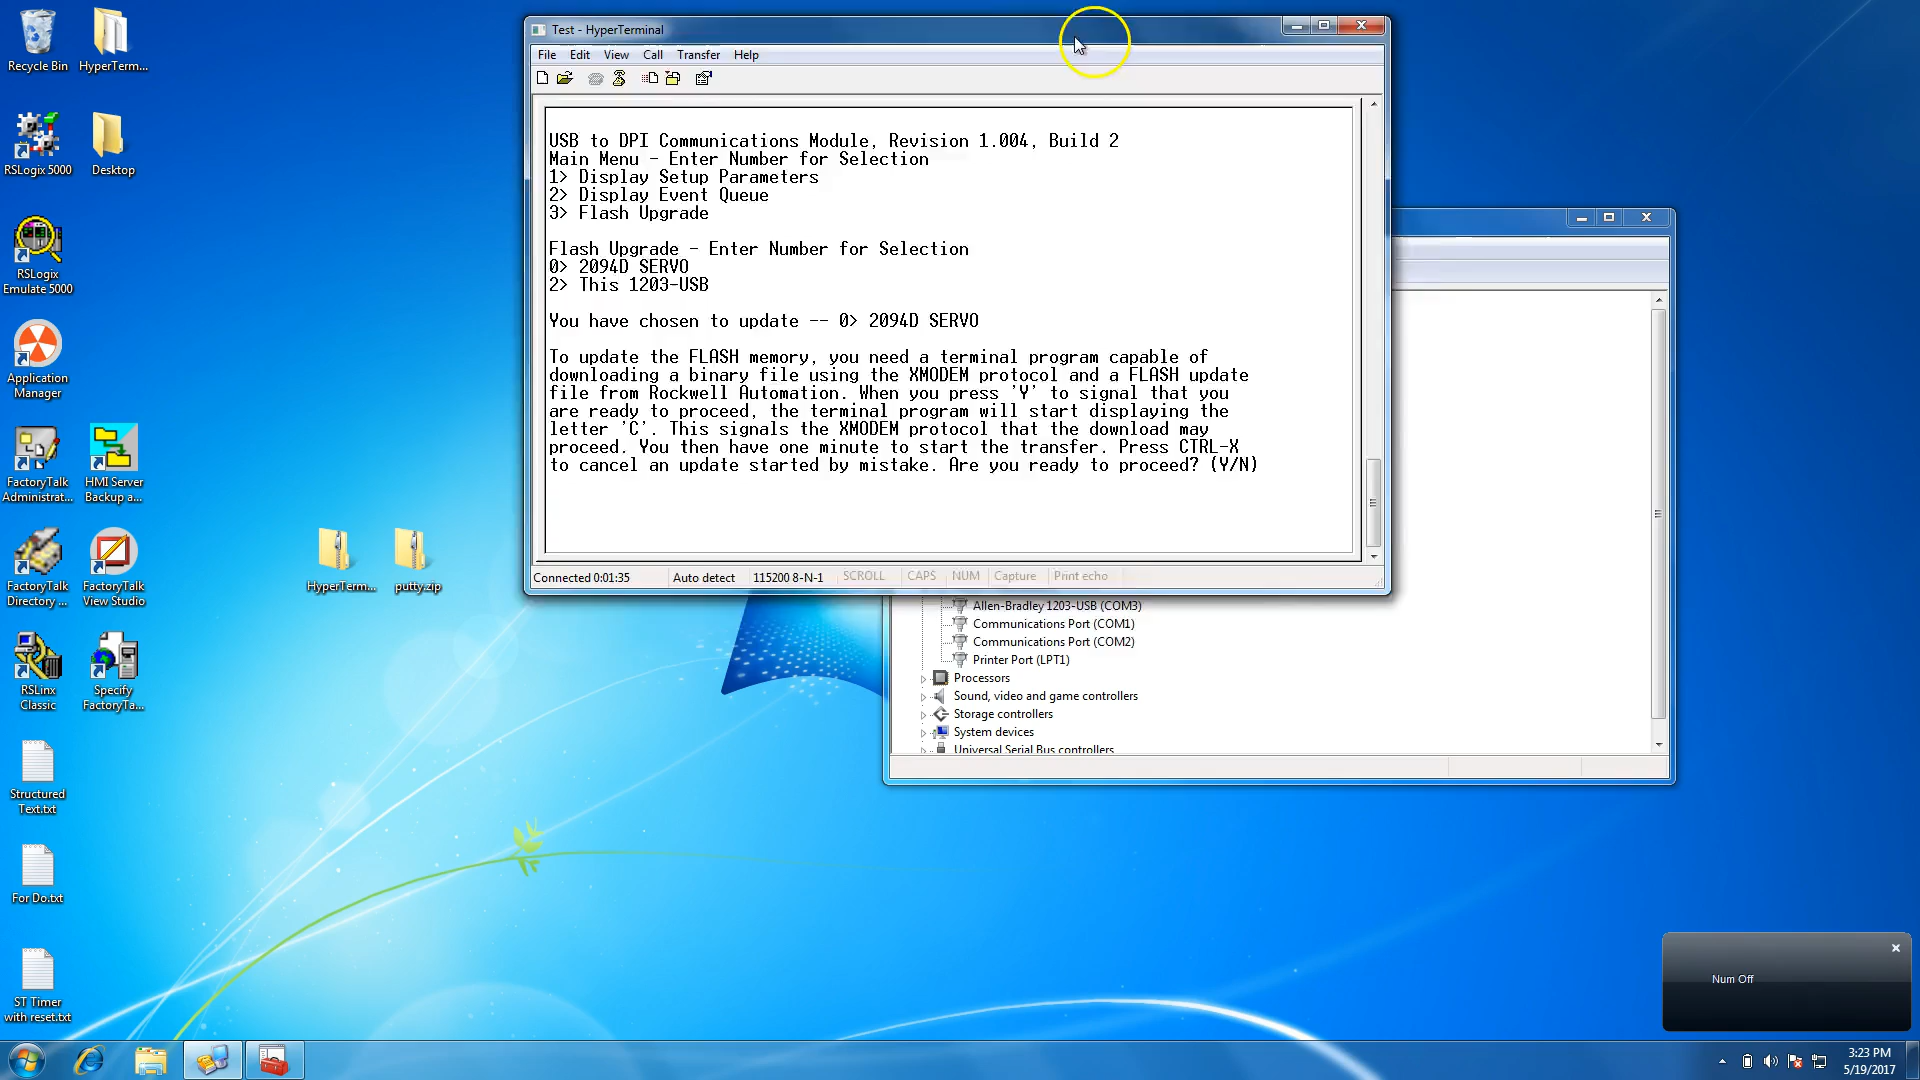 Recycle Bin
HyperTerm...
RSLogix 5000
Desktop
RSLogix
Emulate 5000
Application
Manager
FactoryTalk
Administrat...
HMI Server
Backup a...
FactoryTalk
Directory ...
FactoryTalk
View Studio
RSLinx
Classic
Specify
FactoryTa...
Structured
Text.txt
For Do.txt
ST Timer
with reset.txt
HyperTerm...
putty.zip
Test - HyperTerminal
File Edit View Call Transfer Help
USB to DPI Communications Module, Revision 1.004, Build 2
Main Menu - Enter Number for Selection
1> Display Setup Parameters
2> Display Event Queue
3> Flash Upgrade
Flash Upgrade - Enter Number for Selection
0> 2094D SERVO
2> This 1203-USB
You have chosen to update -- 0> 2094D SERVO
To update the FLASH memory, you need a terminal program capable of
downloading a binary file using the XMODEM protocol and a FLASH update
file from Rockwell Automation. When you press 'Y' to signal that you
are ready to proceed, the terminal program will start displaying the
letter 'C'. This signals the XMODEM protocol that the download may
proceed. You then have one minute to start the transfer. Press CTRL-X
to cancel an update started by mistake. Are you ready to proceed? (Y/N)
Connected 0:01:35 Auto detect 115200 8-N-1 SCROLL CAPS NUM Capture Print echo
Allen-Bradley 1203-USB (COM3)
Communications Port (COM1)
Communications Port (COM2)
Printer Port (LPT1)
Processors
Sound, video and game controllers
Storage controllers
System devices
Universal Serial Bus controllers
Num Off
3:23 PM
5/19/2017